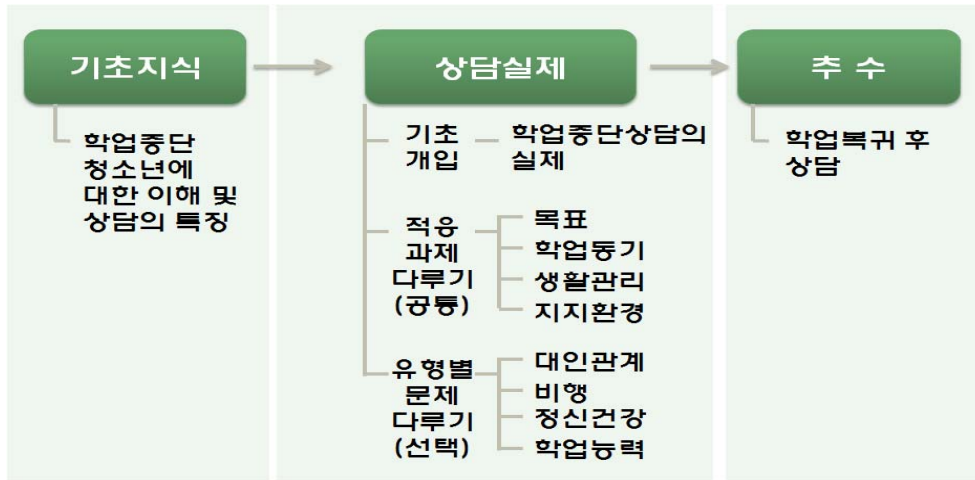 기초지식
학업중단
청소년에
대한 이해 및
상담의 특징
상담실제
기초
개입
학업중단상담의
실제
적응
과제
다루기
(공통)
목표
학업동기
생활관리
지지환경
유형별
문제
다루기
(선택)
대인관계
비행
정신건강
학업능력
추 수
학업복귀 후
상담